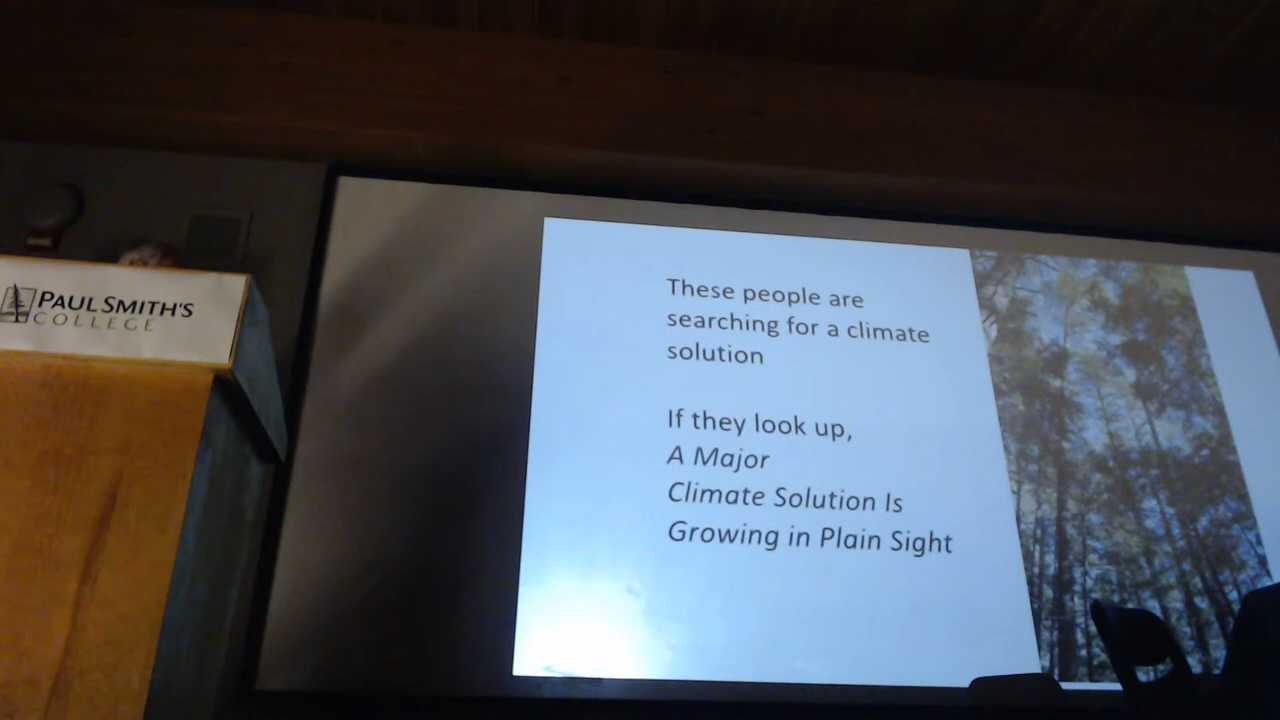 PAUL SMITH'S
COLLEGE
These people are
searching for a climate
solution
If they look up,
A Major
Climate Solution Is
Growing in Plain Sight